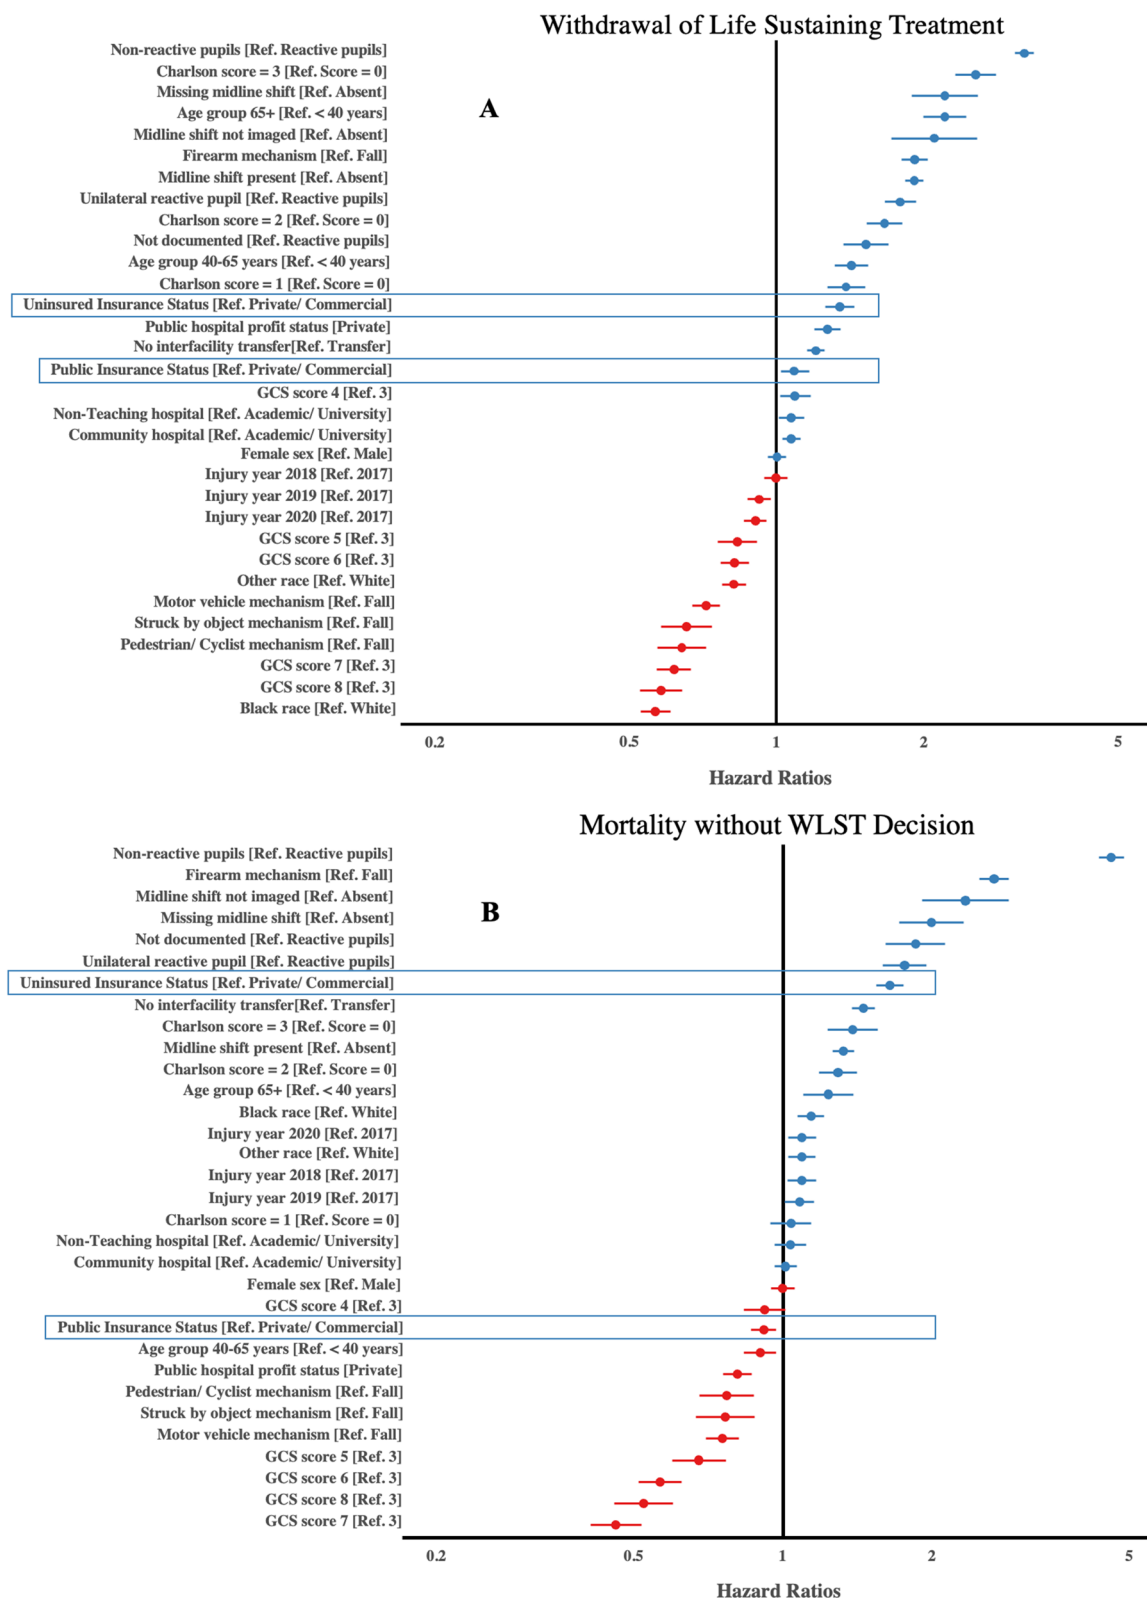 Withdrawal of Life Sustaining Treatment
Non-reactive pupils [Ref. Reactive pupils]
Charlson score = 3 [Ref. Score = 0]
Missing midline shift [Ref. Absent]
A
Age group 65+ [Ref. < 40 years]
Midline shift not imaged [Ref. Absent]
Firearm mechanism [Ref. Fall]
Midline shift present [Ref. Absent]
Unilateral reactive pupil [Ref. Reactive pupils]
Charlson score = 2 [Ref. Score = 0]
Not documented [Ref. Reactive pupils]
Age group 40-65 years [Ref. < 40 years]
Charlson score = 1 [Ref. Score = 0]
Uninsured Insurance Status [Ref. Private/ Commercial]
Public hospital profit status [Private]
No interfacility transfer[Ref. Transfer]
Public Insurance Status [Ref. Private/ Commercial]
GCS score 4 [Ref. 3]
Non-Teaching hospital [Ref. Academic/ University]
Community hospital [Ref. Academic/ University]
Female sex [Ref. Male]
Injury year 2018 [Ref. 2017]
Injury year 2019 [Ref. 2017]
Injury year 2020 [Ref. 2017]
GCS score 5 [Ref. 3]
GCS score 6 [Ref. 3]
Other race [Ref. White]
Motor vehicle mechanism [Ref. Fall]
Struck by object mechanism [Ref. Fall]
Pedestrian/ Cyclist mechanism [Ref. Fall]
GCS score 7 [Ref. 3]
GCS score 8 [Ref. 3]
Black race [Ref. White]
0.2 0.5 1 2 5
Hazard Ratios
Mortality without WLST Decision
Non-reactive pupils [Ref. Reactive pupils]
Firearm mechanism [Ref. Fall]
Midline shift not imaged [Ref. Absent]
B
Missing midline shift [Ref. Absent]
Not documented [Ref. Reactive pupils]
Unilateral reactive pupil [Ref. Reactive pupils]
Uninsured Insurance Status [Ref. Private/ Commercial]
No interfacility transfer[Ref. Transfer]
Charlson score = 3 [Ref. Score = 0]
Midline shift present [Ref. Absent]
Charlson score = 2 [Ref. Score = 0]
Age group 65+ [Ref. < 40 years]
Black race [Ref. White]
Injury year 2020 [Ref. 2017]
Other race [Ref. White]
Injury year 2018 [Ref. 2017]
Injury year 2019 [Ref. 2017]
Charlson score = 1 [Ref. Score = 0]
Non-Teaching hospital [Ref. Academic/ University]
Community hospital [Ref. Academic/ University]
Female sex [Ref. Male]
GCS score 4 [Ref. 3]
Public Insurance Status [Ref. Private/ Commercial]
Age group 40-65 years [Ref. < 40 years]
Public hospital profit status [Private]
Pedestrian/ Cyclist mechanism [Ref. Fall]
Struck by object mechanism [Ref. Fall]
Motor vehicle mechanism [Ref. Fall]
GCS score 5 [Ref. 3]
GCS score 6 [Ref. 3]
GCS score 8 [Ref. 3]
GCS score 7 [Ref. 3]
0.2 0.5 1 2 5
Hazard Ratios